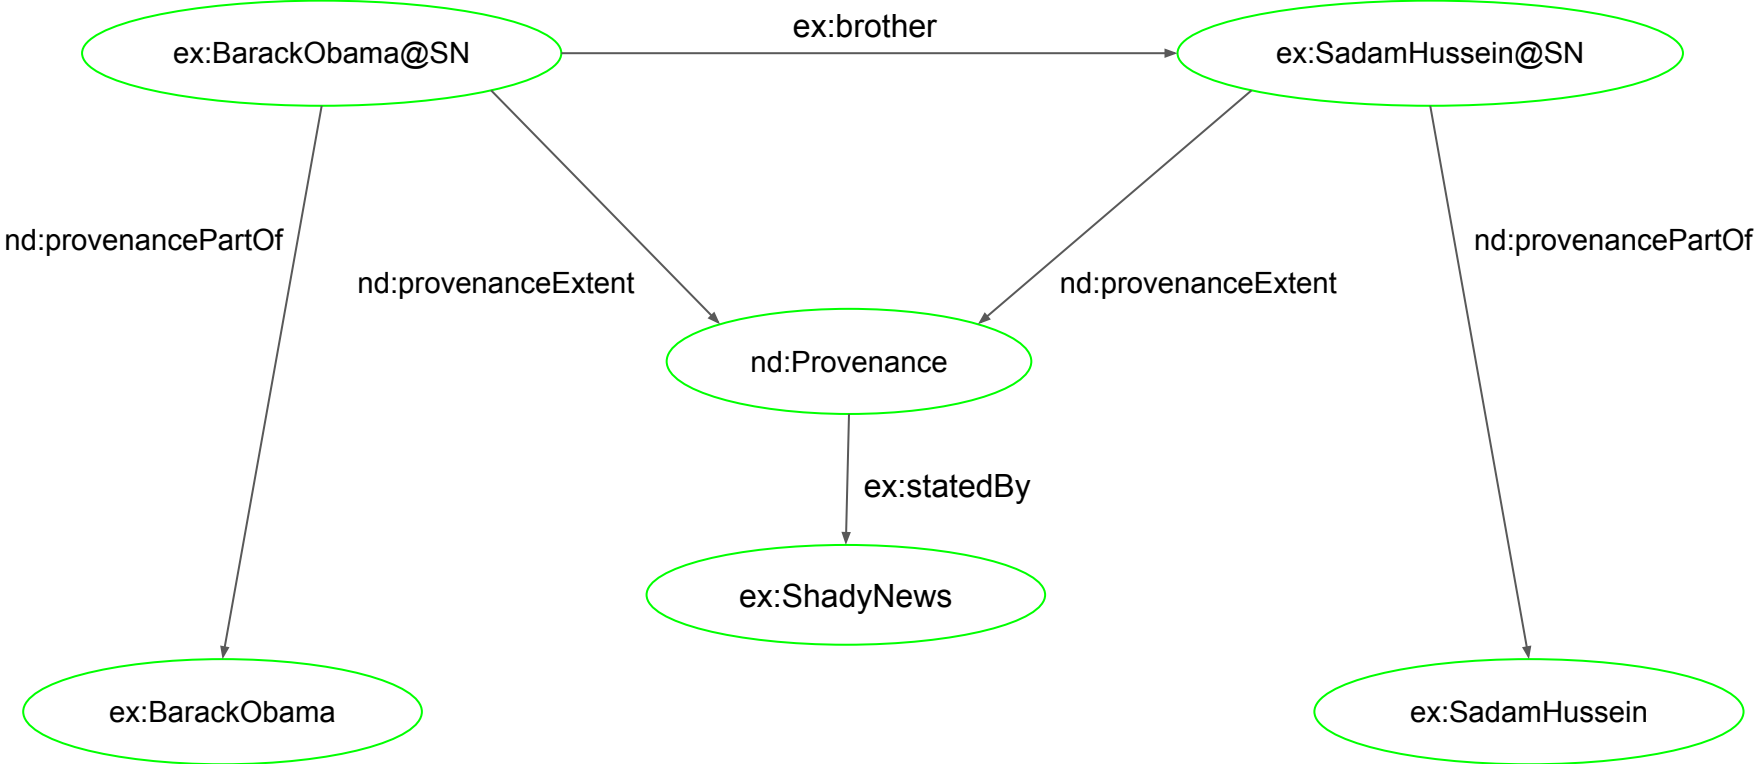 ex:brother
ex:BarackObama@SN
ex:SadamHussein@SN
nd:provenancePartOf
nd:provenancePartOf
nd:provenanceExtent
nd:provenanceExtent
nd:Provenance
ex:statedBy
ex:ShadyNews
ex:BarackObama
ex:SadamHussein